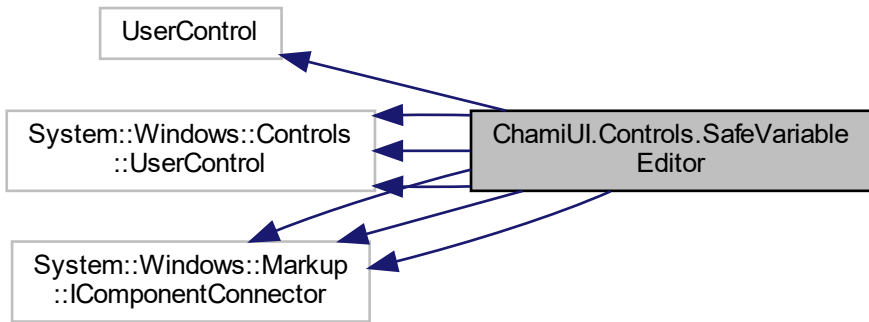 UserControl
System::Windows::Controls
::UserControl
ChamiUI.Controls.SafeVariable
Editor
System::Windows::Markup
::IComponentConnector